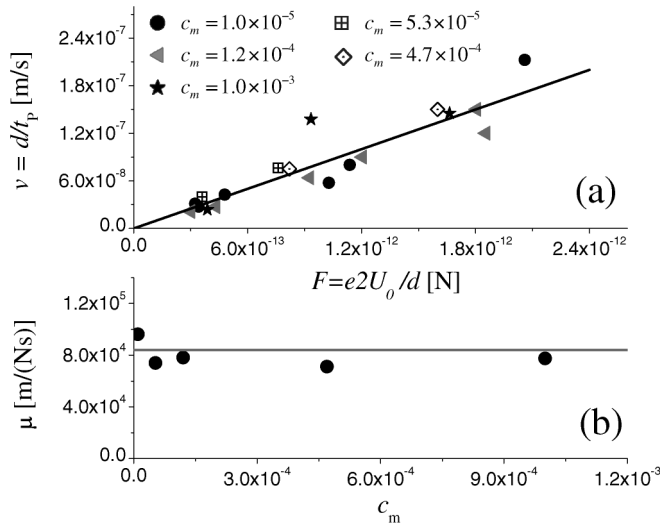 (a)
2.4x10⁻⁷
c_m = 1.0×10⁻⁵
c_m = 5.3×10⁻⁵
c_m = 1.2×10⁻⁴
c_m = 4.7×10⁻⁴
1.8x10⁻⁷
c_m = 1.0×10⁻³
1.2x10⁻⁷
6.0x10⁻⁸
0.0
v = d/t_p [m/s]
(a)
0.0
6.0x10⁻¹³
1.2x10⁻¹²
1.8x10⁻¹²
2.4x10⁻¹²
F=e2U₀/d [N]
(b)
1.2x10⁵
8.0x10⁴
4.0x10⁴
μ [m/(Ns)]
(b)
0.0
3.0x10⁻⁴
6.0x10⁻⁴
9.0x10⁻⁴
1.2x10⁻³
c_m